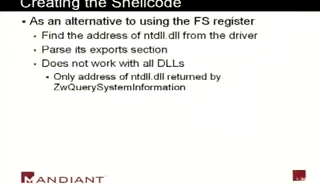 Creating the Shellcode
As an alternative to using the FS register
Find the address of ntdll.dll from the driver
Parse its exports section
Does not work with all DLLs
Only address of ntdll.dll returned by
ZwQuerySystemInformation
MANDIANT